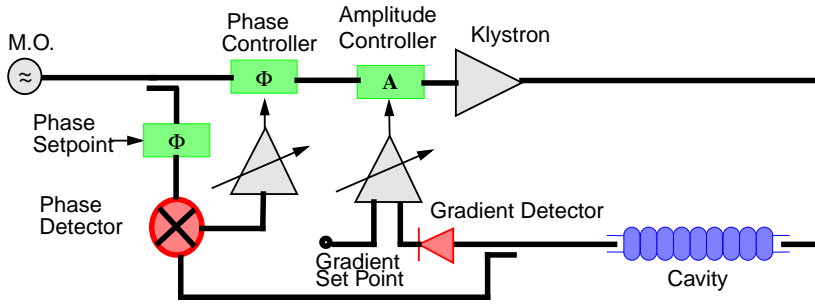 M.O.
≈
Phase
Controller
Φ
Amplitude
Controller
A
Klystron
Phase
Setpoint
Φ
Phase
Detector
Gradient Detector
Gradient
Set Point
Cavity